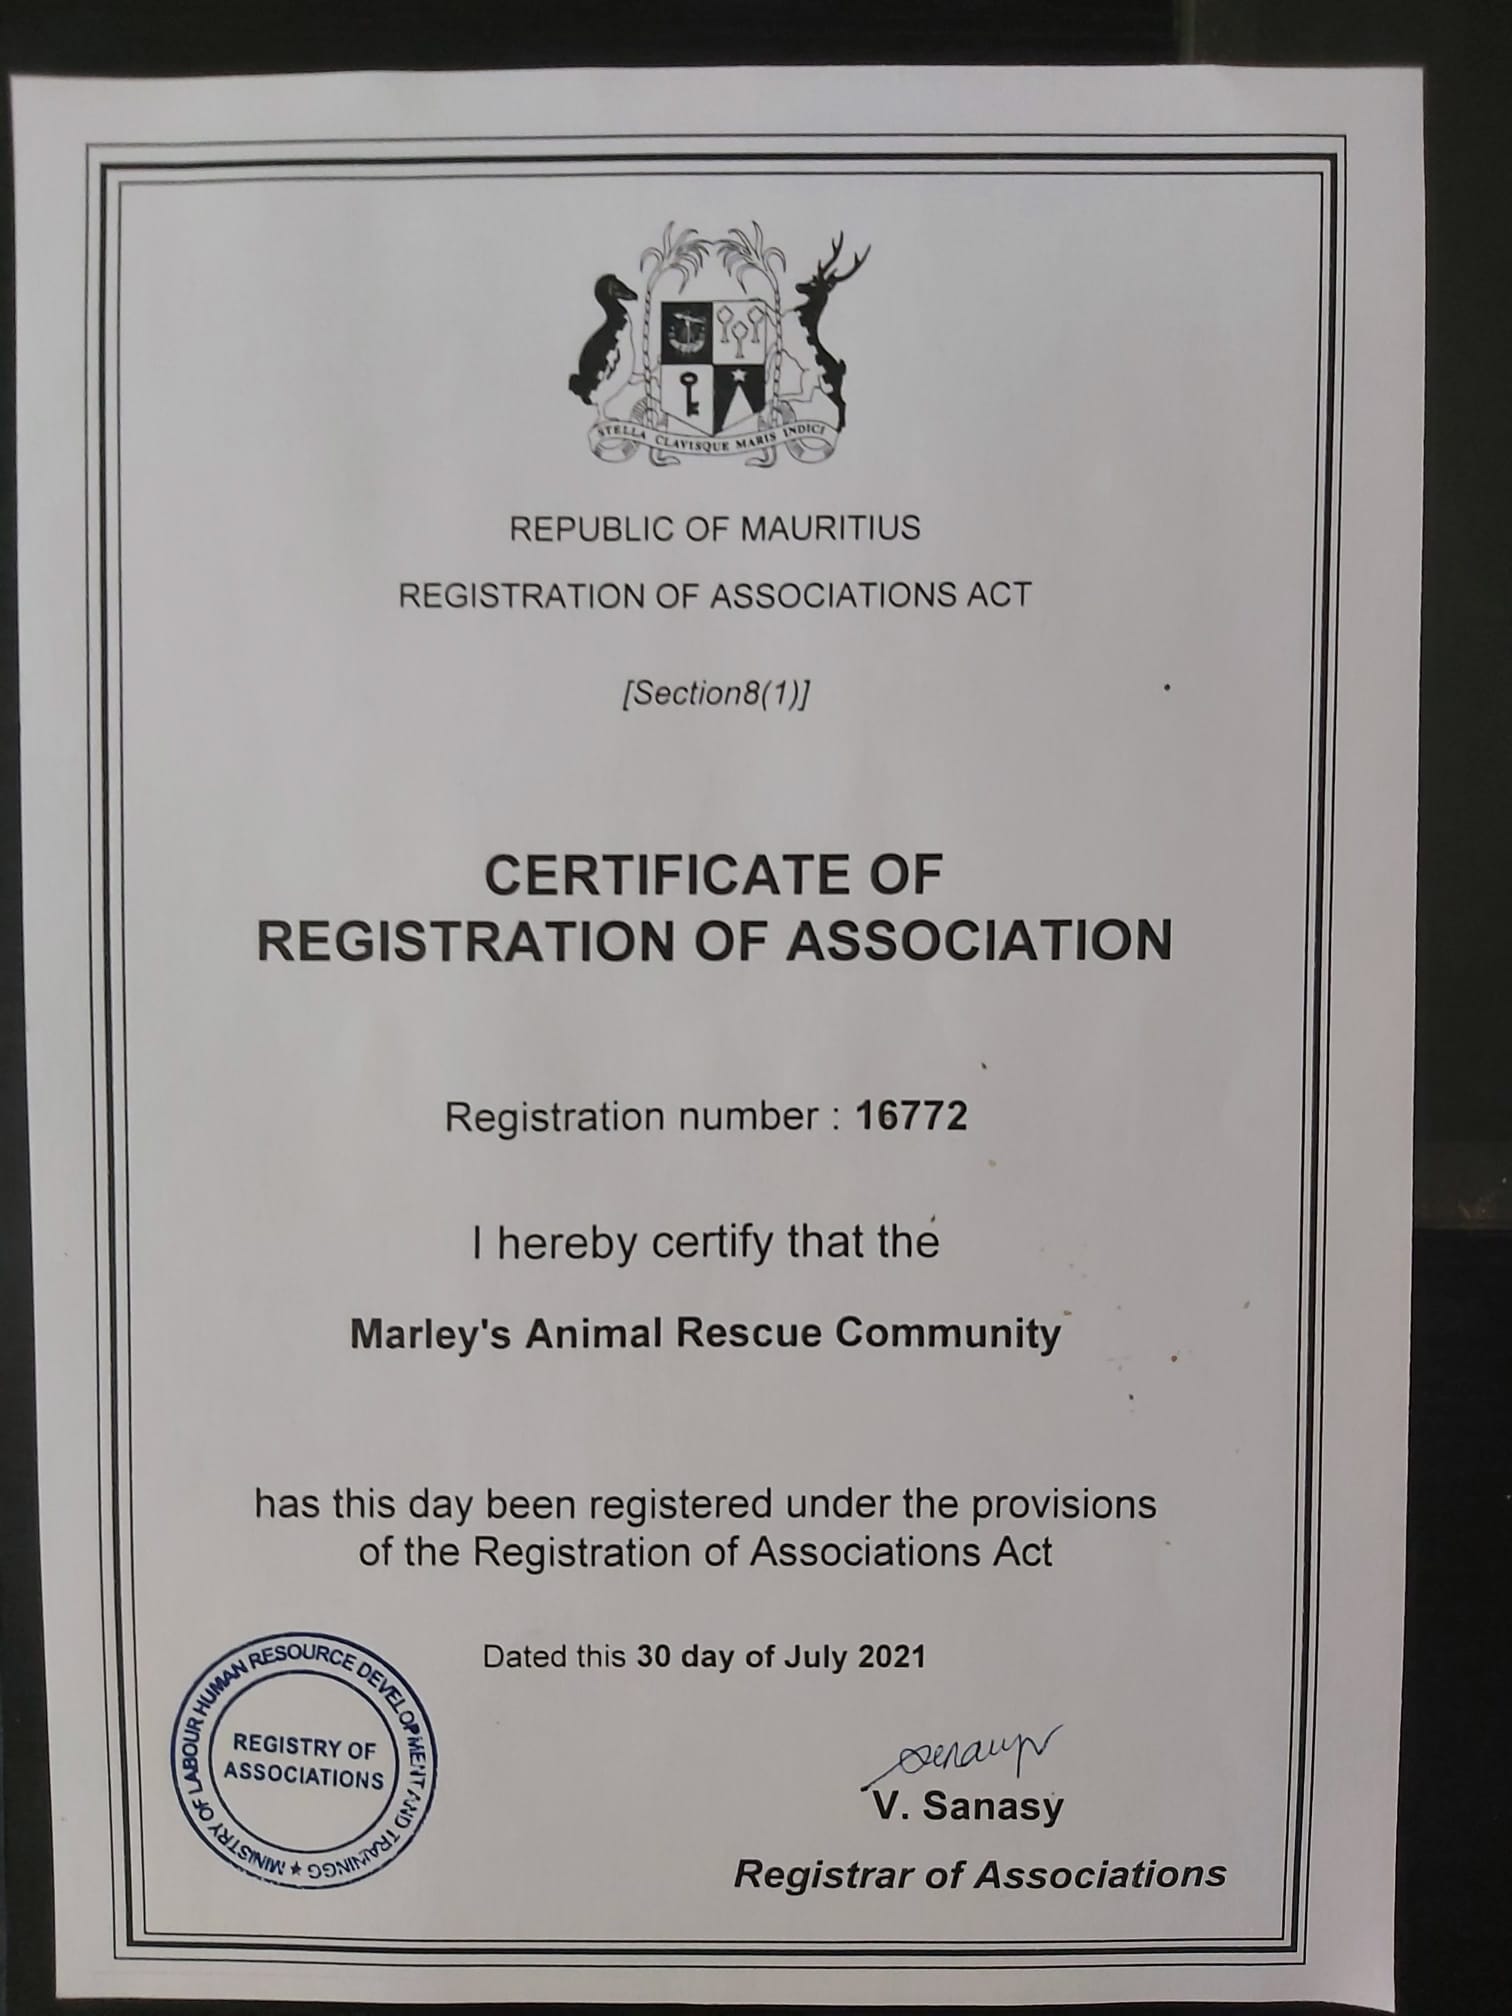 STELLA CLAVISQUE MARIS INDICI
REPUBLIC OF MAURITIUS
REGISTRATION OF ASSOCIATIONS ACT
[Section8(1)]
CERTIFICATE OF
REGISTRATION OF ASSOCIATION
Registration number : 16772
I hereby certify that the
Marley's Animal Rescue Community
has this day been registered under the provisions
of the Registration of Associations Act
Dated this 30 day of July 2021
MINISTRY OF LABOUR HUMAN RESOURCE DEVELOPMENT AND TRAININGG ★
REGISTRY OF
ASSOCIATIONS
V. Sanasy
Registrar of Associations